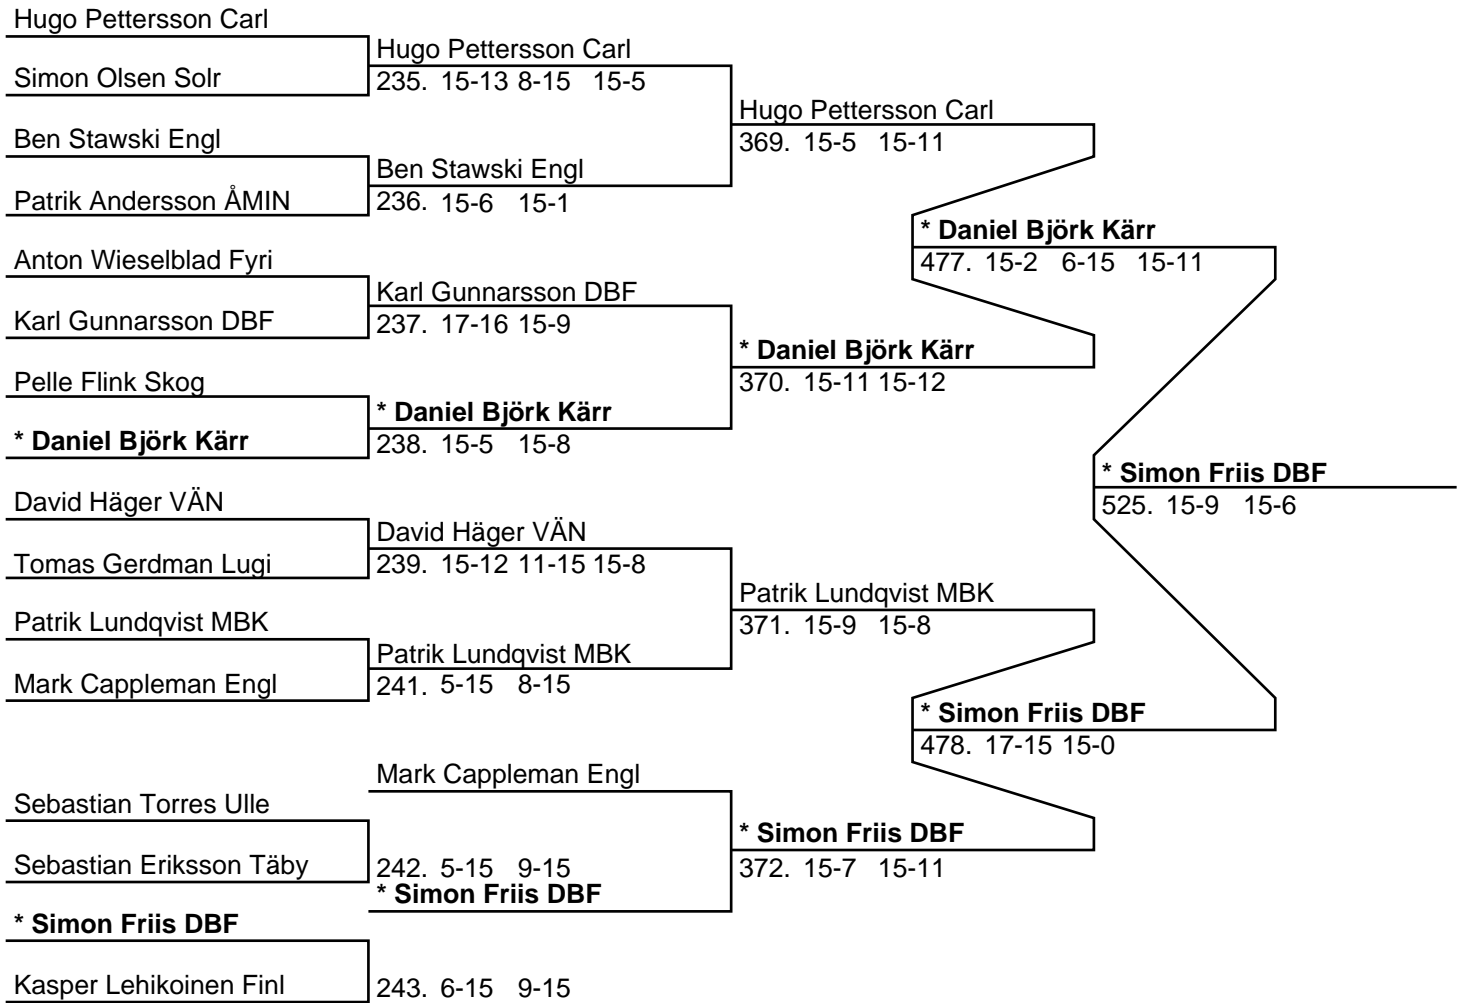 Hugo Pettersson Carl
Hugo Pettersson Carl
Simon Olsen Solr
235. 15-13 8-15 15-5
Hugo Pettersson Carl
Ben Stawski Engl
369. 15-5 15-11
Ben Stawski Engl
Patrik Andersson ÅMIN
236. 15-6 15-1
* Daniel Björk Kärr
Anton Wieselblad Fyri
477. 15-2 6-15 15-11
Karl Gunnarsson DBF
Karl Gunnarsson DBF
237. 17-16 15-9
* Daniel Björk Kärr
Pelle Flink Skog
370. 15-11 15-12
* Daniel Björk Kärr
* Daniel Björk Kärr
238. 15-5 15-8
* Simon Friis DBF
David Häger VÄN
525. 15-9 15-6
David Häger VÄN
Tomas Gerdman Lugi
239. 15-12 11-15 15-8
Patrik Lundqvist MBK
Patrik Lundqvist MBK
371. 15-9 15-8
Patrik Lundqvist MBK
Mark Cappleman Engl
241. 5-15 8-15
* Simon Friis DBF
478. 17-15 15-0
Mark Cappleman Engl
Sebastian Torres Ulle
* Simon Friis DBF
Sebastian Eriksson Täby
242. 5-15 9-15
372. 15-7 15-11
* Simon Friis DBF
* Simon Friis DBF
Kasper Lehikoinen Finl
243. 6-15 9-15